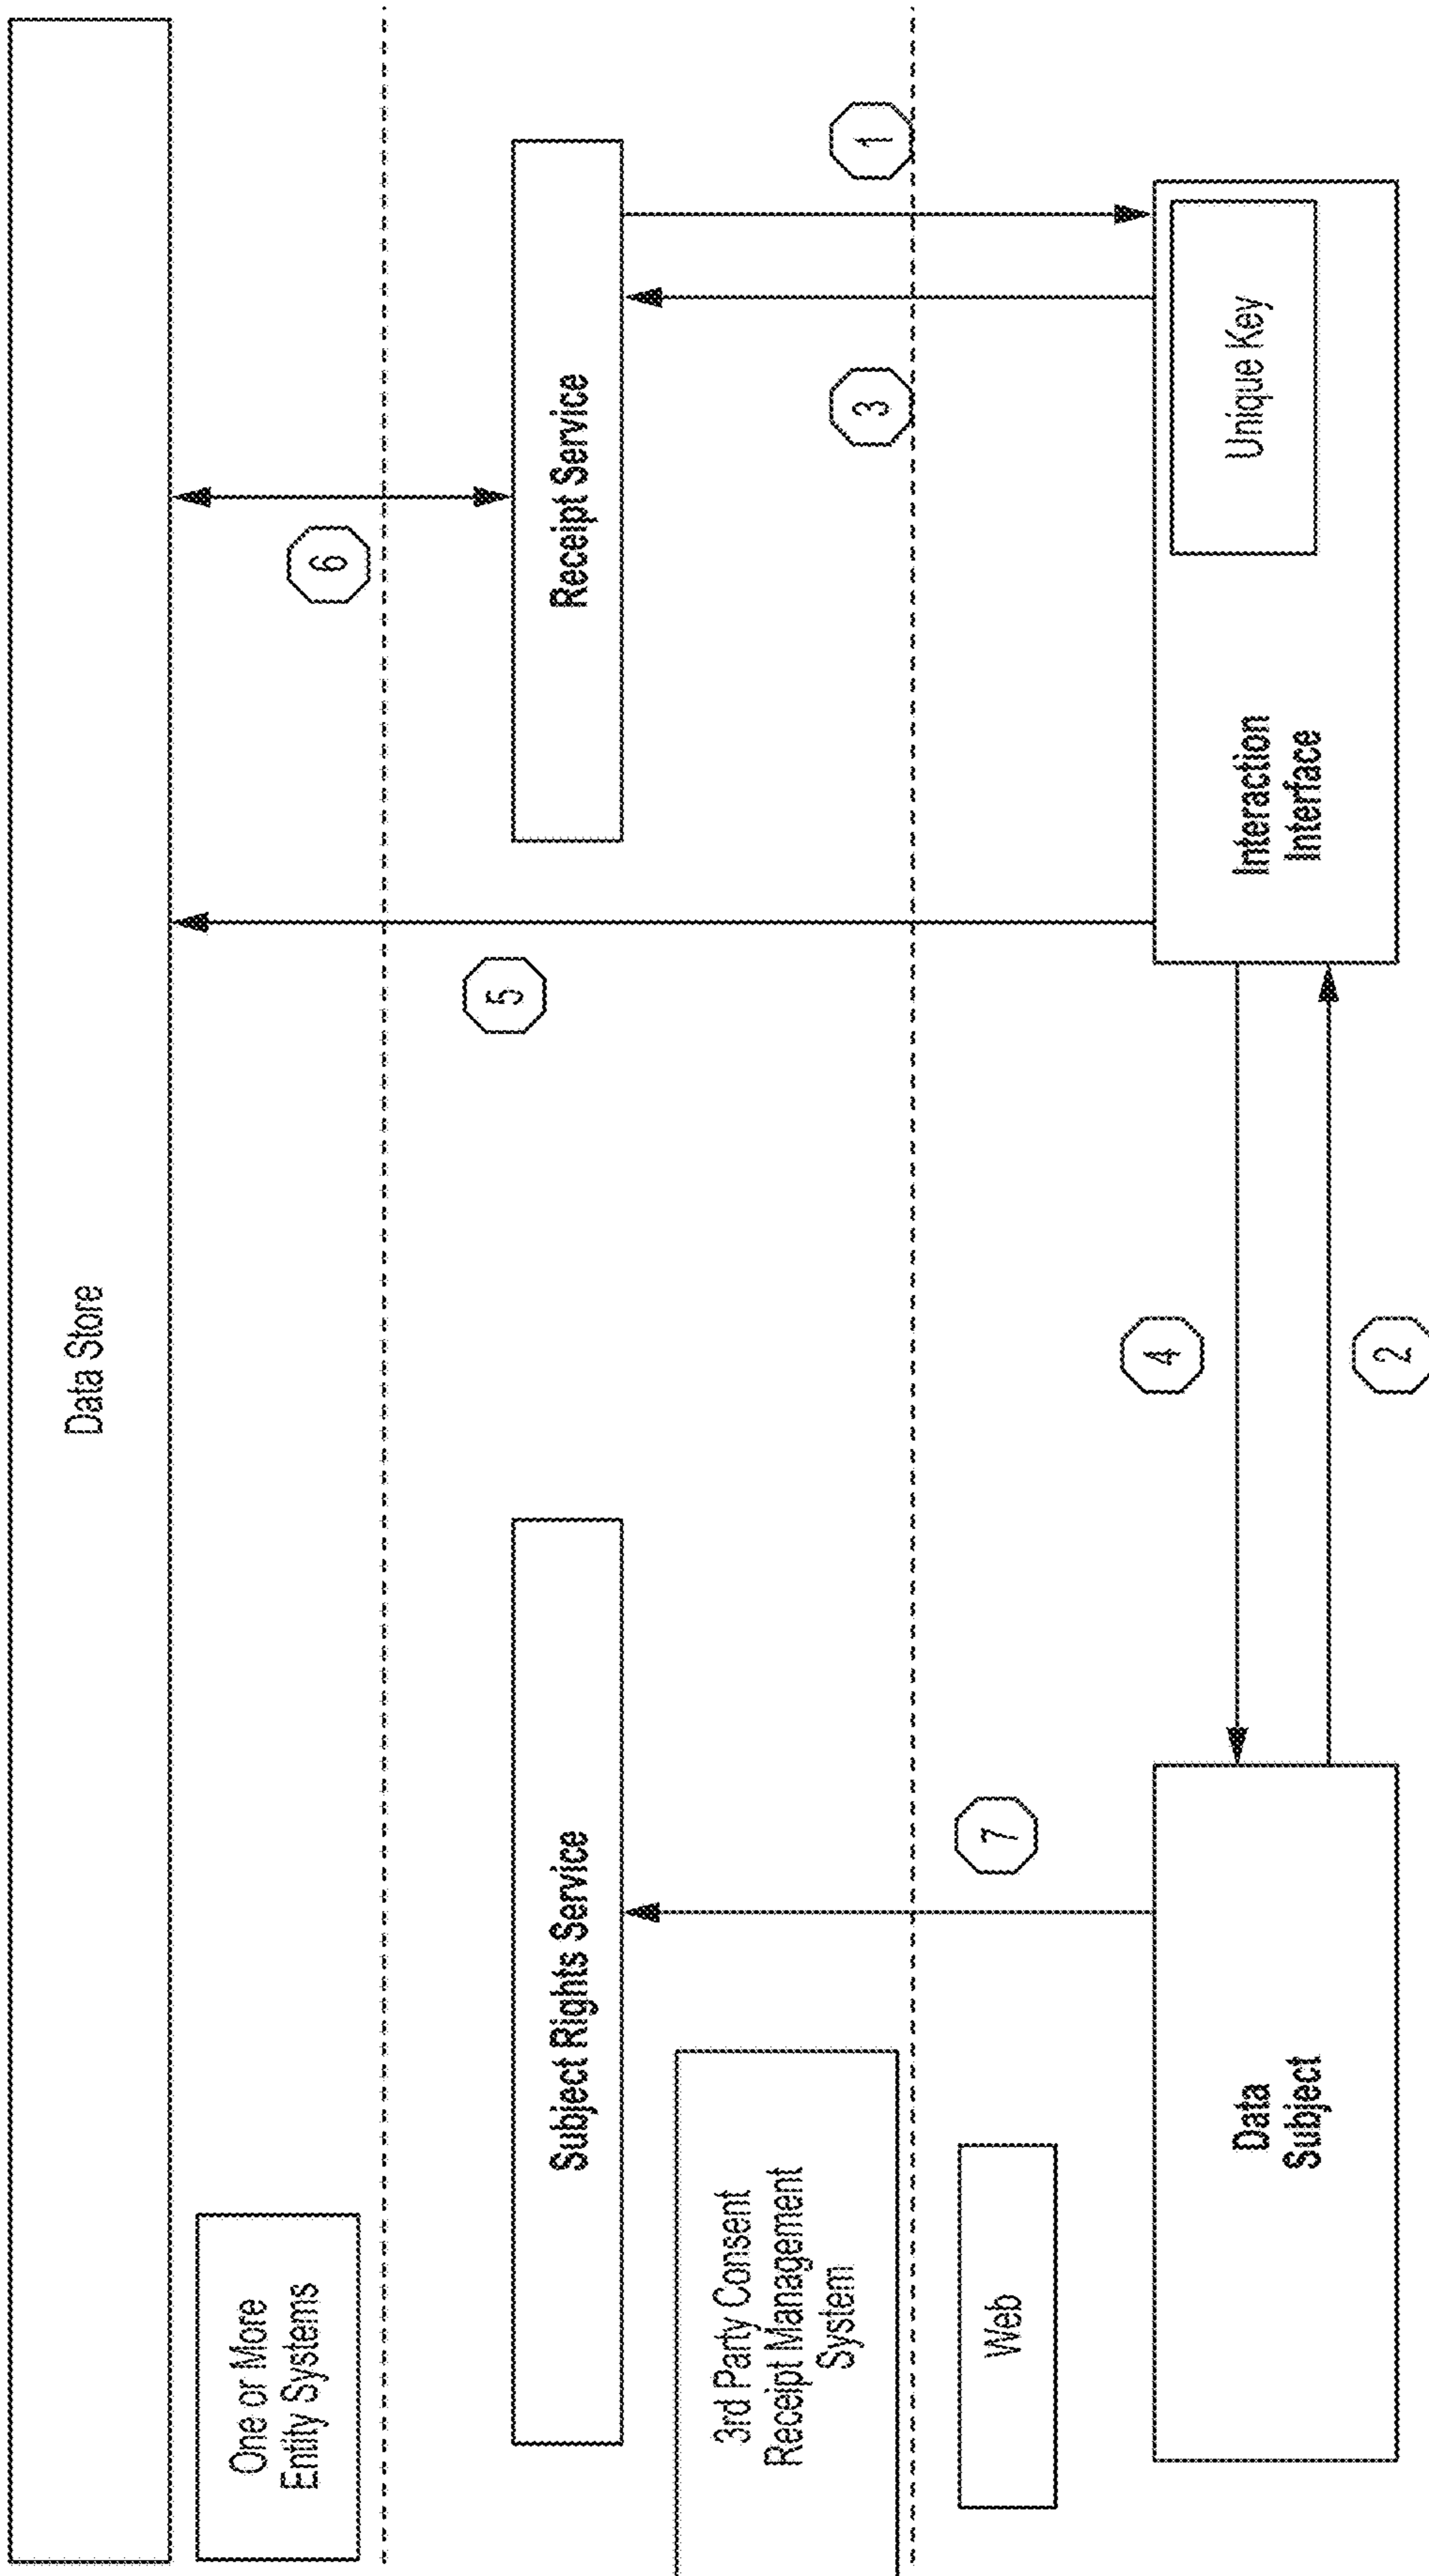 Data Store
One or More
Entity Systems
6
5
Subject Rights Service
Receipt Service
3rd Party Consent
Receipt Management
System
7
3
1
Web
4
2
Data
Subject
Interaction
Interface
Unique Key